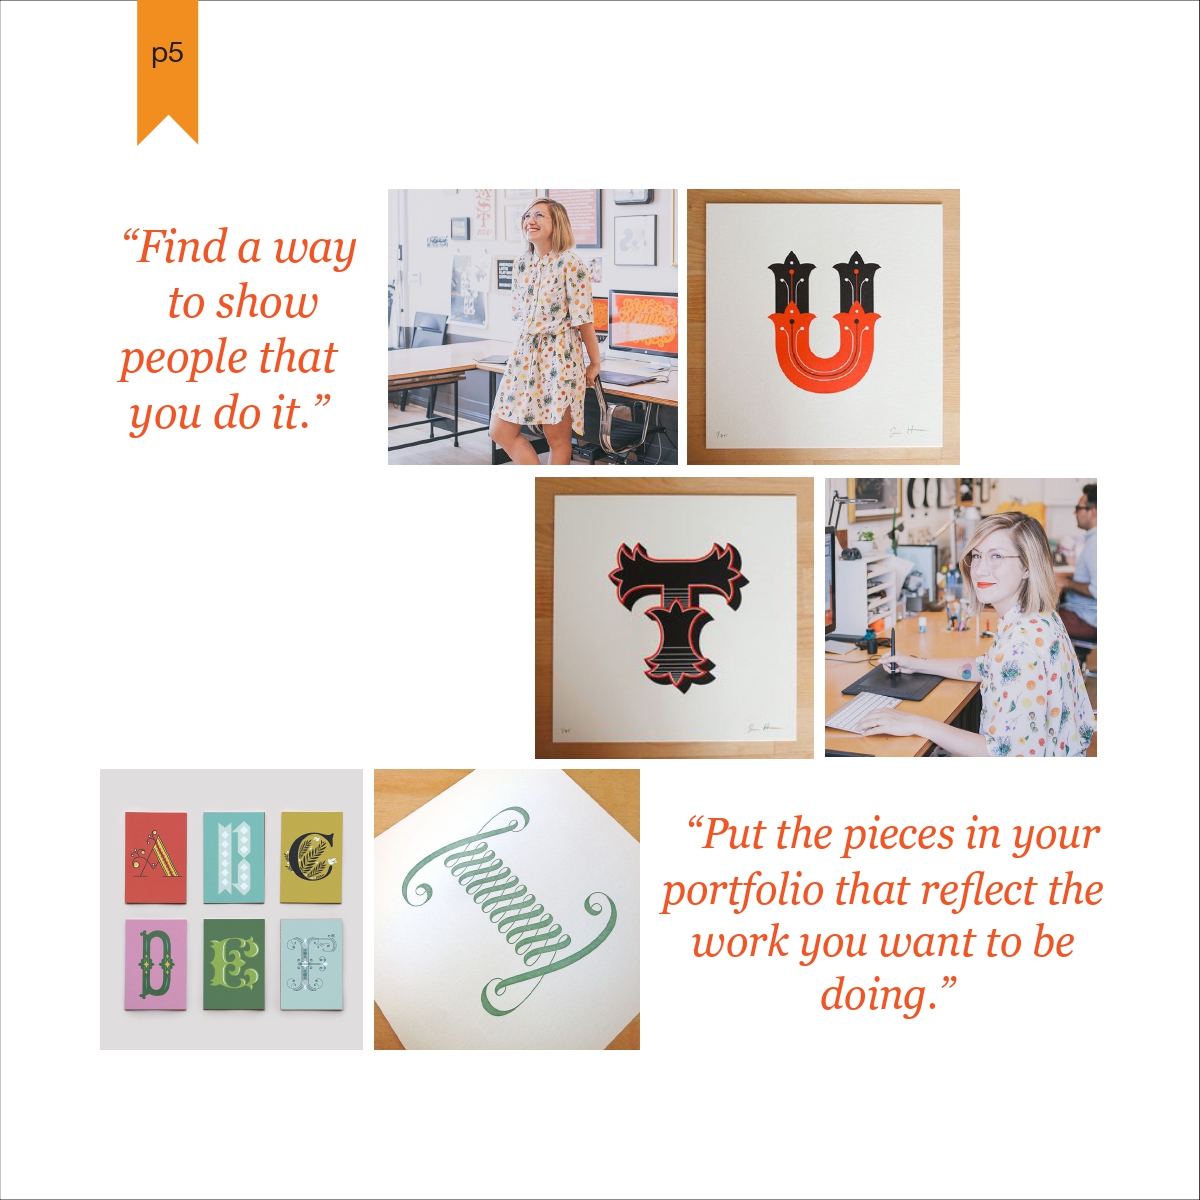 p5
“Find a way
to show
people that
you do it.”
U
T
A B C
D E F
I
“Put the pieces in your
portfolio that reflect the
work you want to be
doing.”